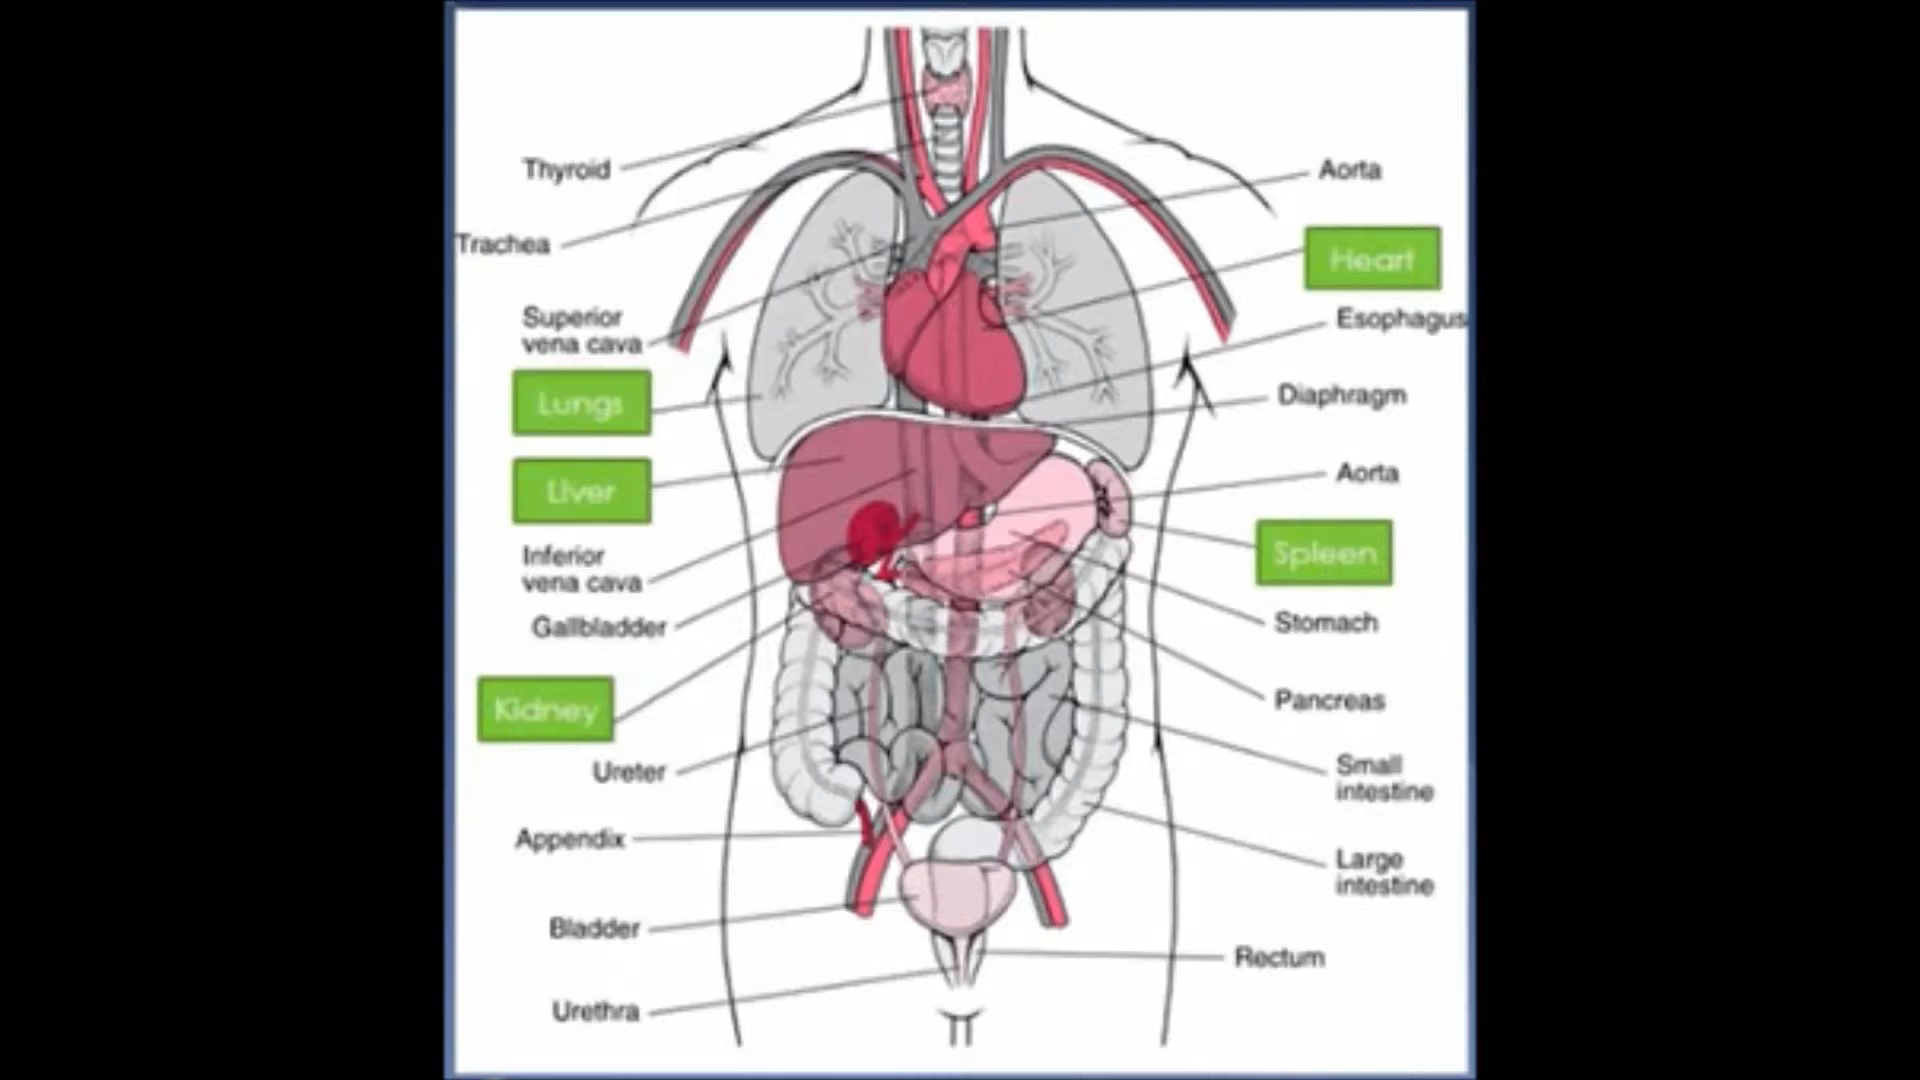 Thyroid
Trachea
Superior
vena cava
Lungs
Liver
Inferior
vena cava
Gallbladder
Kidney
Ureter
Appendix
Bladder
Urethra
Aorta
Heart
Esophagus
Diaphragm
Aorta
Spleen
Stomach
Pancreas
Small
intestine
Large
intestine
Rectum